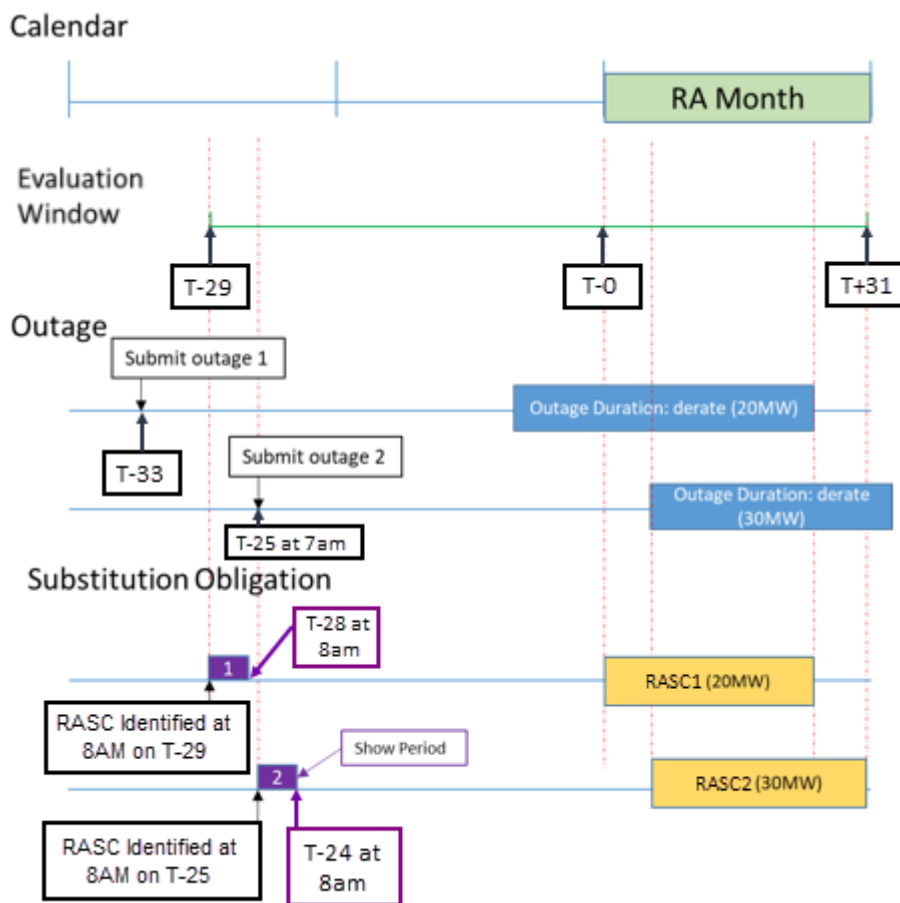 Calendar
RA Month
Evaluation
Window
T-29
T-0
T+31
Outage
Submit outage 1
Outage Duration: derate (20MW)
T-33
Submit outage 2
Outage Duration: derate
(30MW)
T-25 at 7am
Substitution Obligation
T-28 at
8am
1
RASC1 (20MW)
RASC Identified at
8AM on T-29
Show Period
2
RASC2 (30MW)
RASC Identified at
8AM on T-25
T-24 at
8am